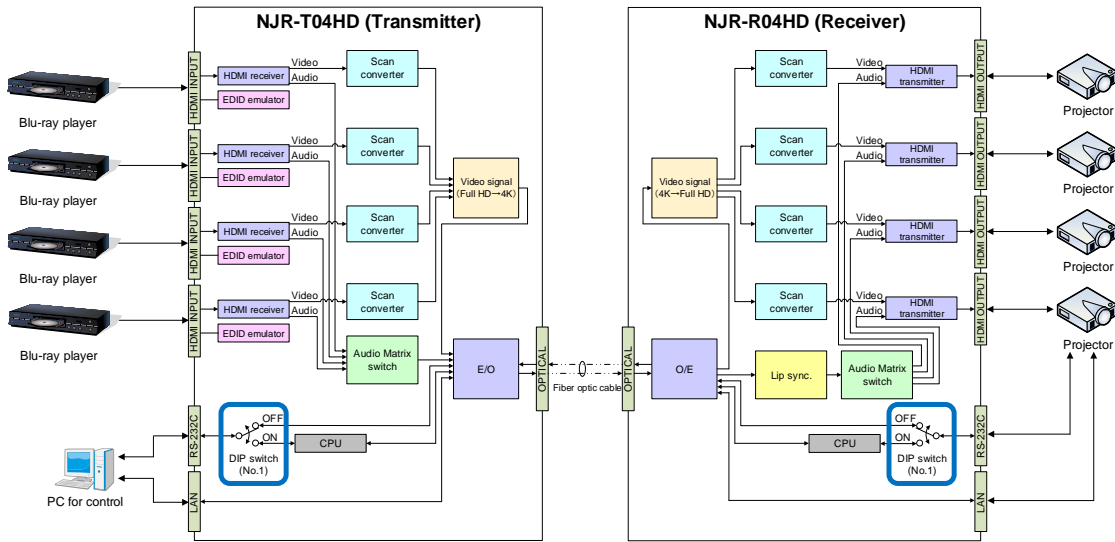 NJR-T04HD (Transmitter)
NJR-R04HD (Receiver)
Blu-ray player
HDMI INPUT
HDMI receiver
EDID emulator
Video
Audio
Scan
converter
Blu-ray player
HDMI INPUT
HDMI receiver
EDID emulator
Video
Audio
Scan
converter
Blu-ray player
HDMI INPUT
HDMI receiver
EDID emulator
Video
Audio
Scan
converter
Blu-ray player
HDMI INPUT
HDMI receiver
EDID emulator
Video
Audio
Scan
converter
Video signal
(Full HD→4K)
Audio Matrix
switch
E/O
OPTICAL
PC for control
RS-232C
LAN
OFF
ON
DIP switch
(No.1)
CPU
Fiber optic cable
OPTICAL
O/E
Video signal
(4K→Full HD)
Scan
converter
Video
Audio
HDMI
transmitter
HDMI OUTPUT
Projector
Scan
converter
Video
Audio
HDMI
transmitter
HDMI OUTPUT
Projector
Scan
converter
Video
Audio
HDMI
transmitter
HDMI OUTPUT
Projector
Scan
converter
Video
Audio
HDMI
transmitter
HDMI OUTPUT
Projector
Lip sync.
Audio Matrix
switch
CPU
OFF
ON
DIP switch
(No.1)
RS-232C
LAN